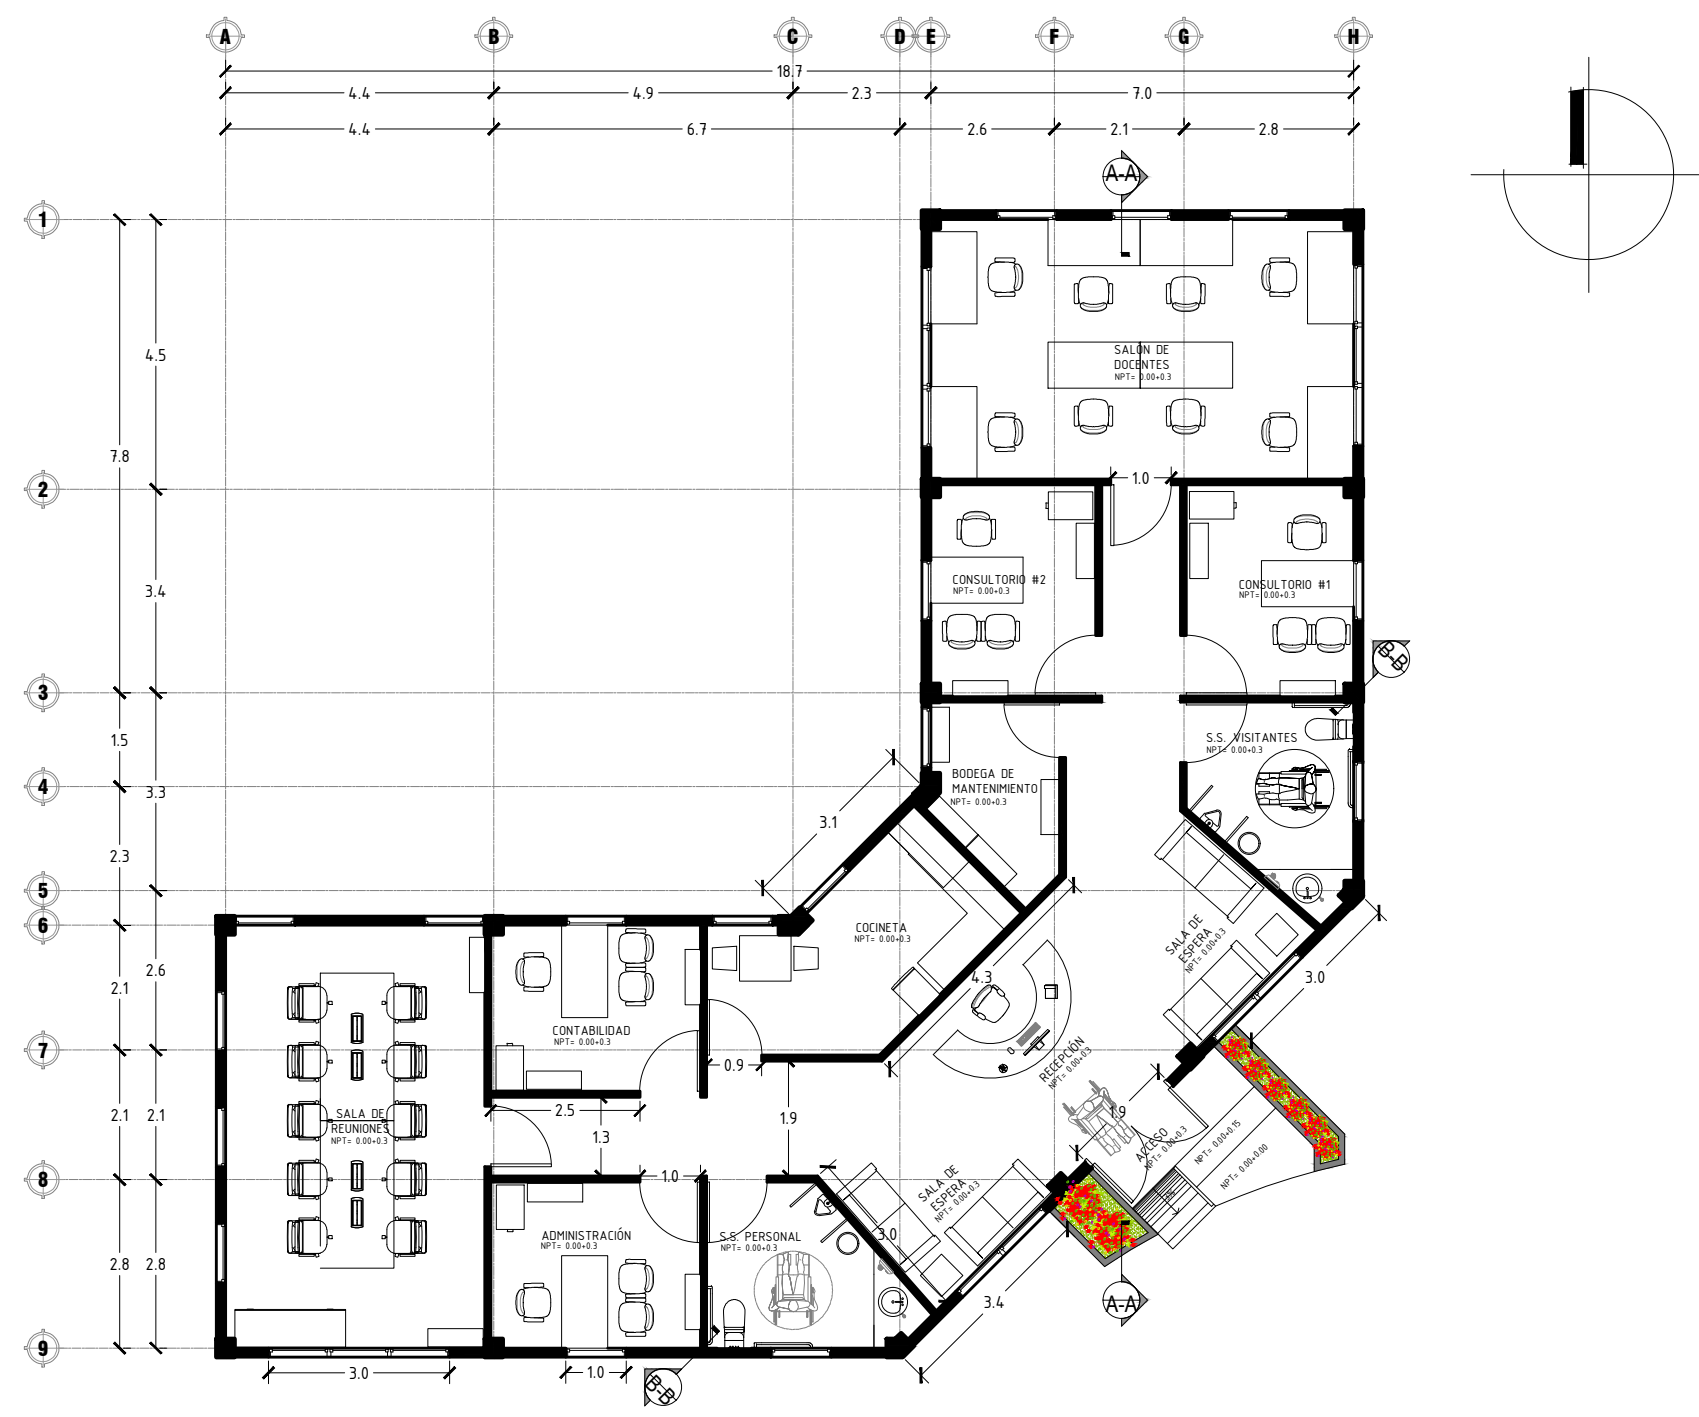 A B C D E F G H
18.7
4.4 4.9 2.3 7.0
4.4 6.7 2.6 2.1 2.8
A-A
1
4.5
SALÓN DE
DOCENTES
NPT= 0.00+0.3
7.8
1.0
2
CONSULTORIO #2
NPT= 0.00+0.3
CONSULTORIO #1
NPT= 0.00+0.3
3.4
B-B
3
1.5
S.S. VISITANTES
NPT= 0.00+0.3
BODEGA DE
MANTENIMIENTO
NPT= 0.00+0.3
4
3.3
3.1
2.3
5
6
COCINETA
NPT= 0.00+0.3
SALA DE
ESPERA
NPT= 0.00+0.3
2.6
4.3
3.0
2.1
CONTABILIDAD
NPT= 0.00+0.3
7
0.9
RECEPCIÓN
NPT= 0.00+0.3
2.1
2.1
SALA DE
REUNIONES
NPT= 0.00+0.3
2.5
1.3
1.9
1.9
ACCESO
NPT= 0.00+0.3
NPT= 0.00+0.15
NPT= 0.00+0.00
8
1.0
SALA DE
ESPERA
NPT= 0.00+0.3
ADMINISTRACIÓN
NPT= 0.00+0.3
S.S. PERSONAL
NPT= 0.00+0.3
3.0
2.8
2.8
3.4
A-A
9
3.0
1.0
B-B